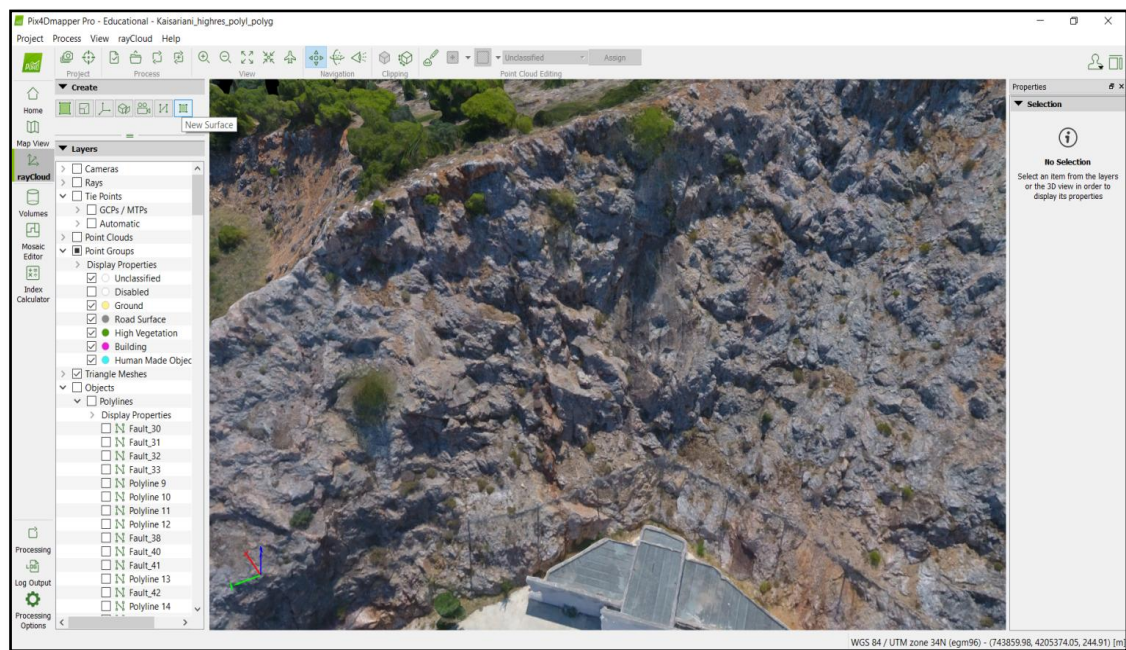 Pix4Dmapper Pro - Educational - Kaisariani_highres_polyl_polyg
Project Process View rayCloud Help
Project
Process
View
Navigation
Clipping
Unclassified
Assign
Point Cloud Editing
Home
Map View
rayCloud
Volumes
Mosaic
Editor
Index
Calculator
Processing
Log Output
Processing
Options
Create
New Surface
Layers
Cameras
Rays
Tie Points
GCPs / MTPs
Automatic
Point Clouds
Point Groups
Display Properties
Unclassified
Disabled
Ground
Road Surface
High Vegetation
Building
Human Made Objec
Triangle Meshes
Objects
Polylines
Display Properties
Fault_30
Fault_31
Fault_32
Fault_33
Polyline 9
Polyline 10
Polyline 11
Polyline 12
Fault_38
Fault_40
Fault_41
Polyline 13
Fault_42
Polyline 14
Properties
Selection
No Selection
Select an item from the layers
or the 3D view in order to
display its properties
WGS 84 / UTM zone 34N (egm96) - (743859.98, 4205374.05, 244.91) [m]